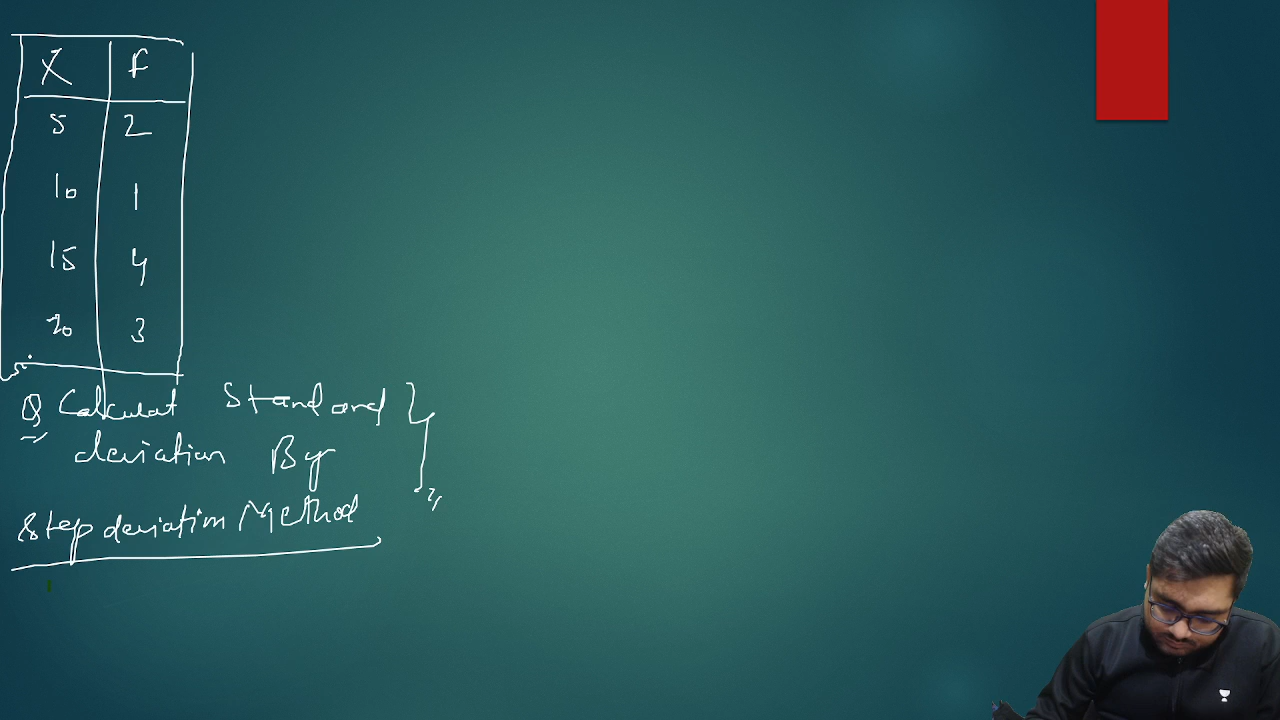 X f
5 2
10 1
15 4
20 3
Q Calculat Standard
deviation By
Step deviation Method